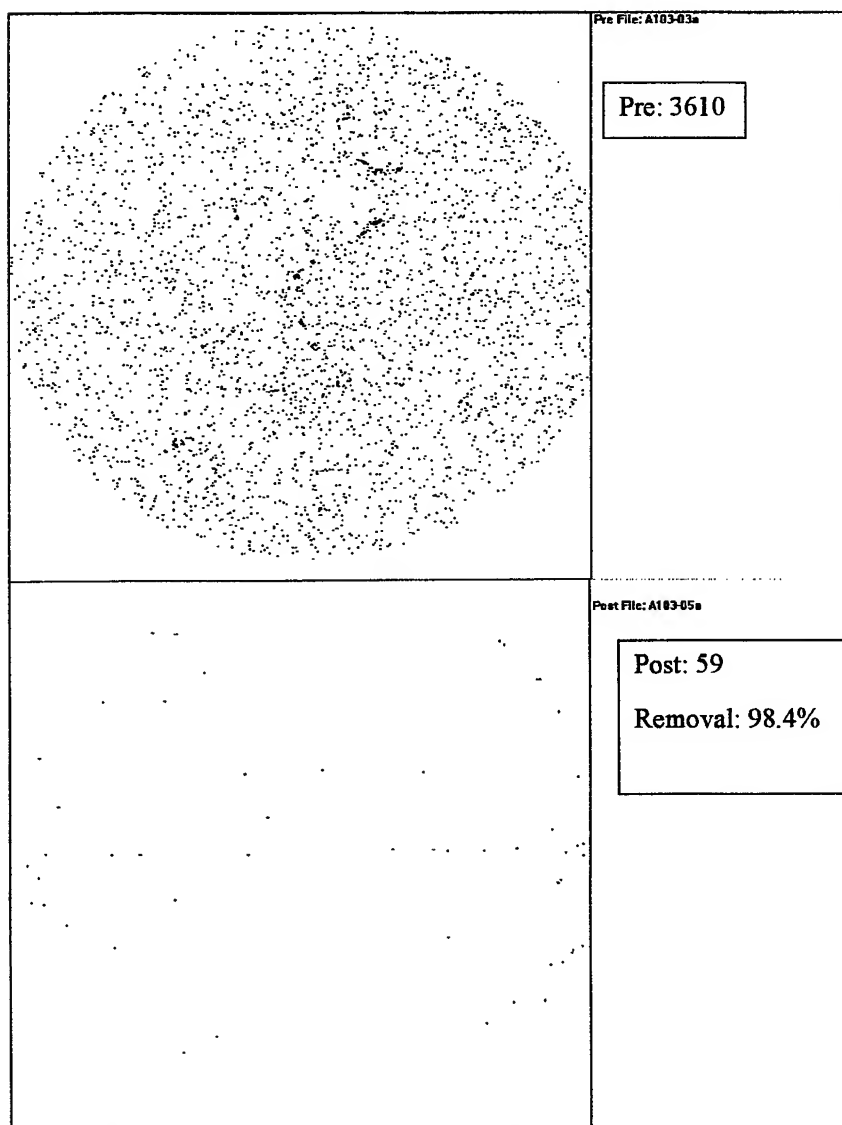 Pre File: A103-03a
Pre: 3610
Post File: A103-05a
Post: 59
Removal: 98.4%